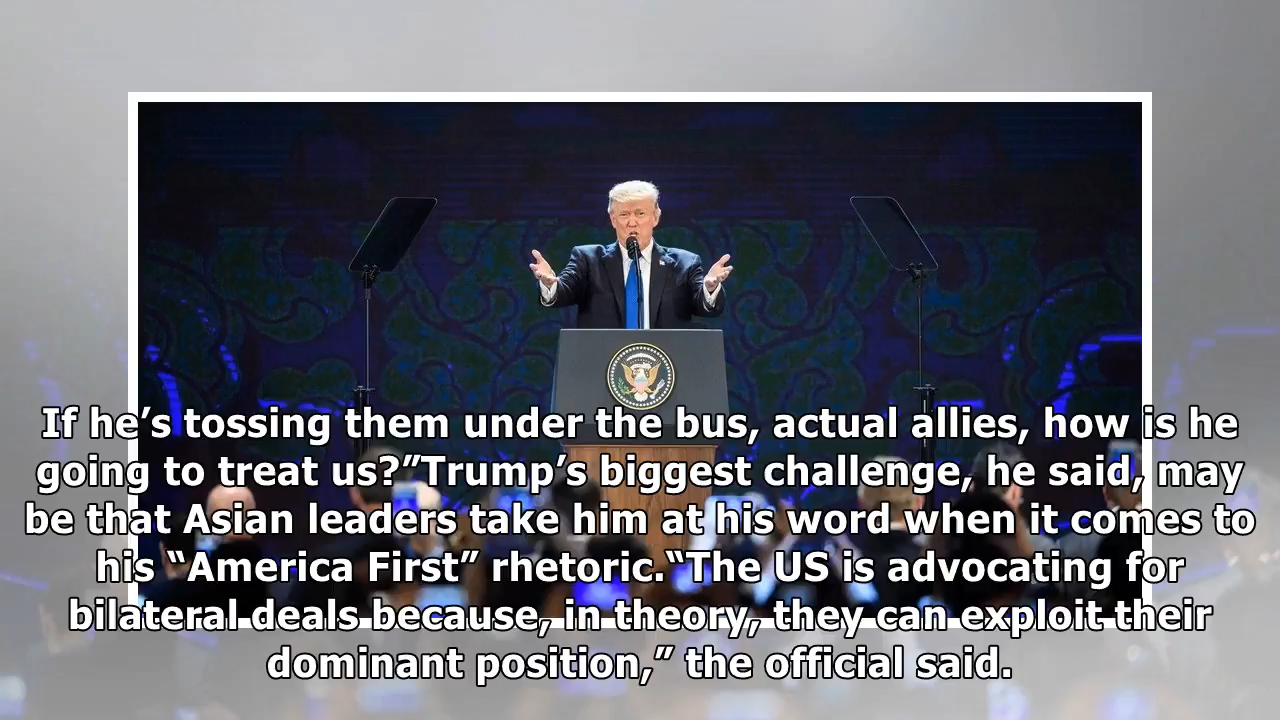 If he’s tossing them under the bus, actual allies, how is he
going to treat us?”Trump’s biggest challenge, he said, may
be that Asian leaders take him at his word when it comes to
his “America First” rhetoric.“The US is advocating for
bilateral deals because, in theory, they can exploit their
dominant position,” the official said.